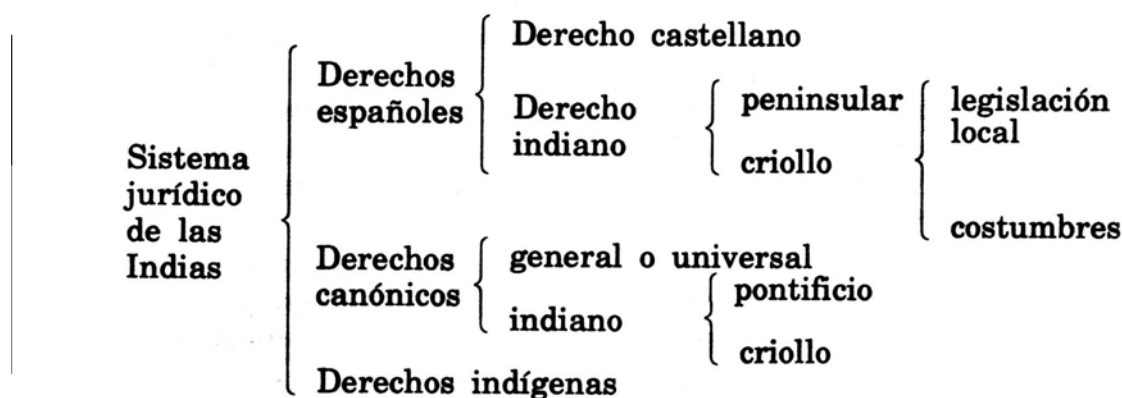 Sistema
jurídico
de las
Indias
Derechos
españoles
Derecho castellano
Derecho
indiano
peninsular
criollo
legislación
local
costumbres
Derechos
canónicos
general o universal
indiano
pontificio
criollo
Derechos indígenas